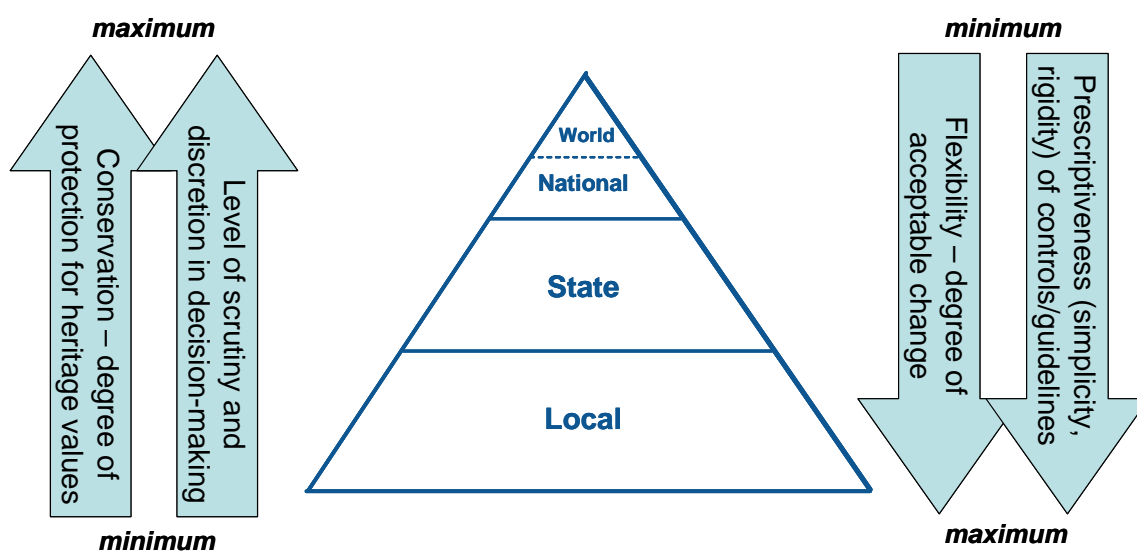 maximum
minimum
Conservation – degree of
protection for heritage values
Level of scrutiny and
discretion in decision-making
World
National
State
Local
Flexibility – degree of
acceptable change
Prescriptiveness (simplicity,
rigidity) of controls/guidelines
minimum
maximum